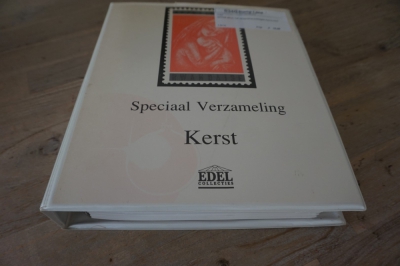 Speciaal Verzameling
Kerst
EDEL
COLLECTIES